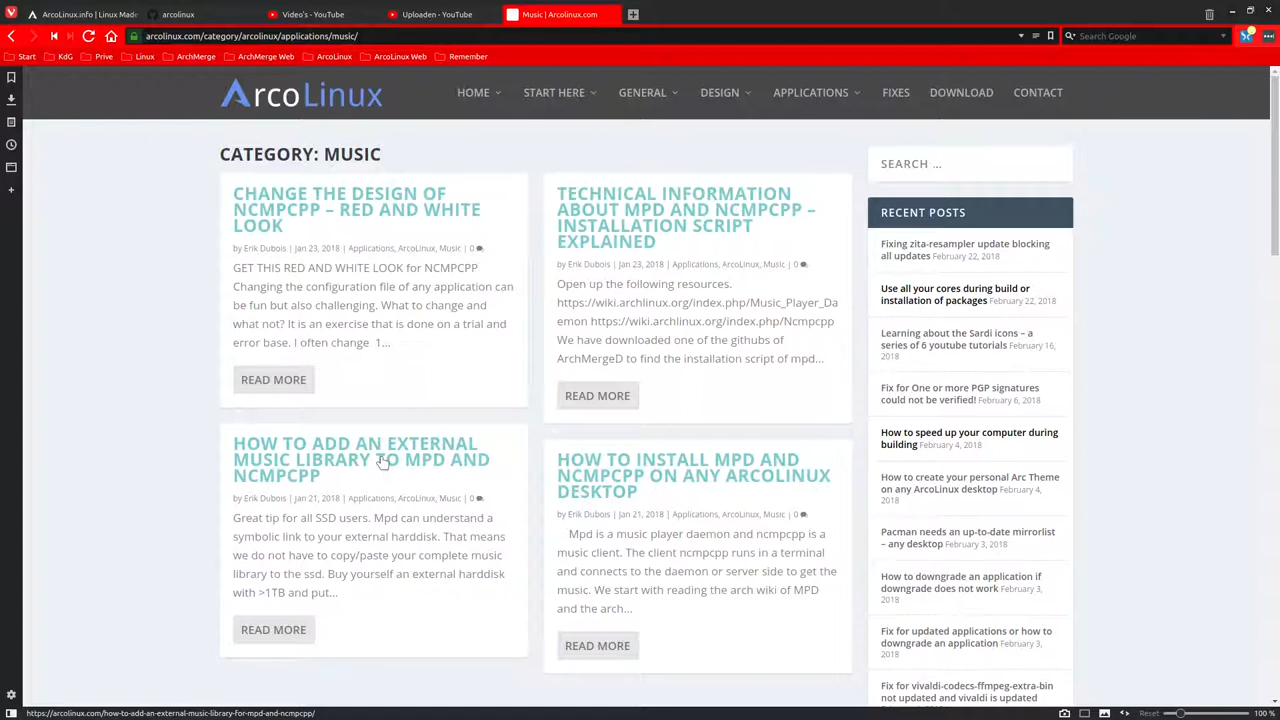 ArcoLinux.info | Linux Made
arcolinux
Video's - YouTube
Uploaden - YouTube
Music | Arcolinux.com
arcolinux.com/category/arcolinux/applications/music/
Search Google
Start
KdG
Prive
Linux
ArchMerge
ArchMerge Web
ArcoLinux
ArcoLinux Web
Remember
ArcoLinux
HOME
START HERE
GENERAL
DESIGN
APPLICATIONS
FIXES
DOWNLOAD
CONTACT
CATEGORY: MUSIC
CHANGE THE DESIGN OF
NCMPCPP – RED AND WHITE
LOOK
by Erik Dubois | Jan 23, 2018 | Applications, ArcoLinux, Music | 0
GET THIS RED AND WHITE LOOK for NCMPCPP
Changing the configuration file of any application can
be fun but also challenging. What to change and
what not? It is an exercise that is done on a trial and
error base. I often change 1...
READ MORE
TECHNICAL INFORMATION
ABOUT MPD AND NCMPCPP –
INSTALLATION SCRIPT
EXPLAINED
by Erik Dubois | Jan 23, 2018 | Applications, ArcoLinux, Music | 0
Open up the following resources.
https://wiki.archlinux.org/index.php/Music_Player_Da
emon https://wiki.archlinux.org/index.php/Ncmpcpp
We have downloaded one of the githubs of
ArchMergeD to find the installation script of mpd...
READ MORE
HOW TO ADD AN EXTERNAL
MUSIC LIBRARY TO MPD AND
NCMPCPP
by Erik Dubois | Jan 21, 2018 | Applications, ArcoLinux, Music | 0
Great tip for all SSD users. Mpd can understand a
symbolic link to your external harddisk. That means
we do not have to copy/paste your complete music
library to the ssd. Buy yourself an external harddisk
with >1TB and put...
READ MORE
HOW TO INSTALL MPD AND
NCMPCPP ON ANY ARCOLINUX
DESKTOP
by Erik Dubois | Jan 21, 2018 | Applications, ArcoLinux, Music | 0
Mpd is a music player daemon and ncmpcpp is a
music client. The client ncmpcpp runs in a terminal
and connects to the daemon or server side to get the
music. We start with reading the arch wiki of MPD
and the arch...
READ MORE
SEARCH ...
RECENT POSTS
Fixing zita-resampler update blocking
all updates February 22, 2018
Use all your cores during build or
installation of packages February 22, 2018
Learning about the Sardi icons – a
series of 6 youtube tutorials February 16,
2018
Fix for One or more PGP signatures
could not be verified! February 6, 2018
How to speed up your computer during
building February 4, 2018
How to create your personal Arc Theme
on any ArcoLinux desktop February 4,
2018
Pacman needs an up-to-date mirrorlist
– any desktop February 3, 2018
How to downgrade an application if
downgrade does not work February 3,
2018
Fix for updated applications or how to
downgrade an application February 3,
2018
Fix for vivaldi-codecs-ffmpeg-extra-bin
not updated and vivaldi is updated
https://arcolinux.com/how-to-add-an-external-music-library-for-mpd-and-ncmpcpp/
Reset
100 %